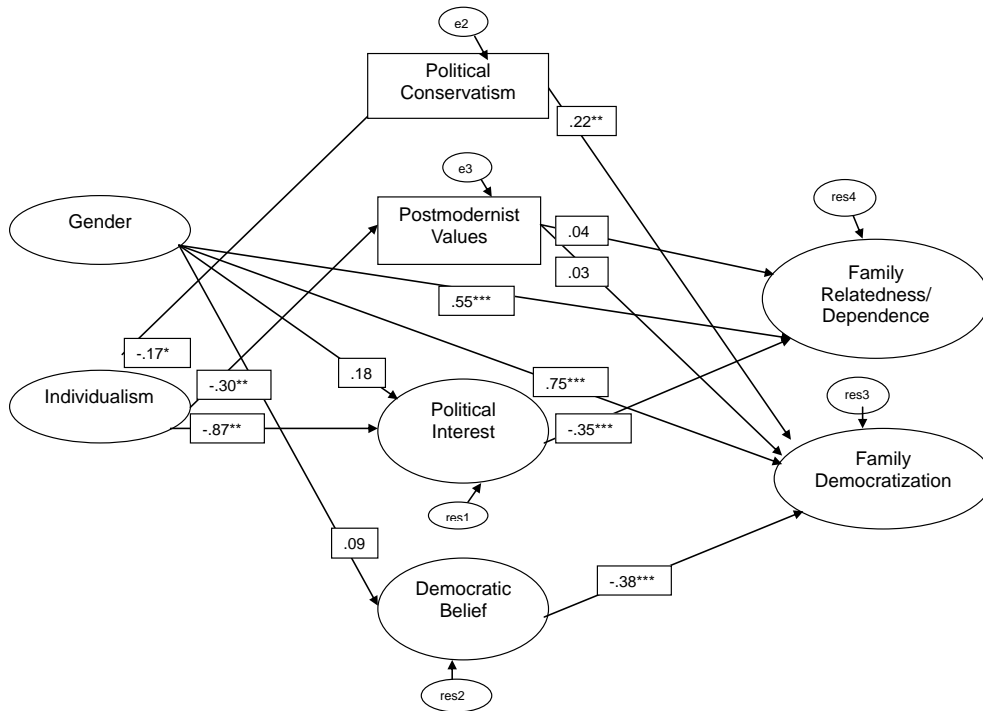 e2
Political
Conservatism
.22**
e3
Postmodernist
Values
.04
.03
res4
Gender
Family
Relatedness/
Dependence
.55***
-.17*
-.30**
.18
.75***
Individualism
-.87**
Political
Interest
-.35***
res3
Family
Democratization
res1
.09
Democratic
Belief
-.38***
res2